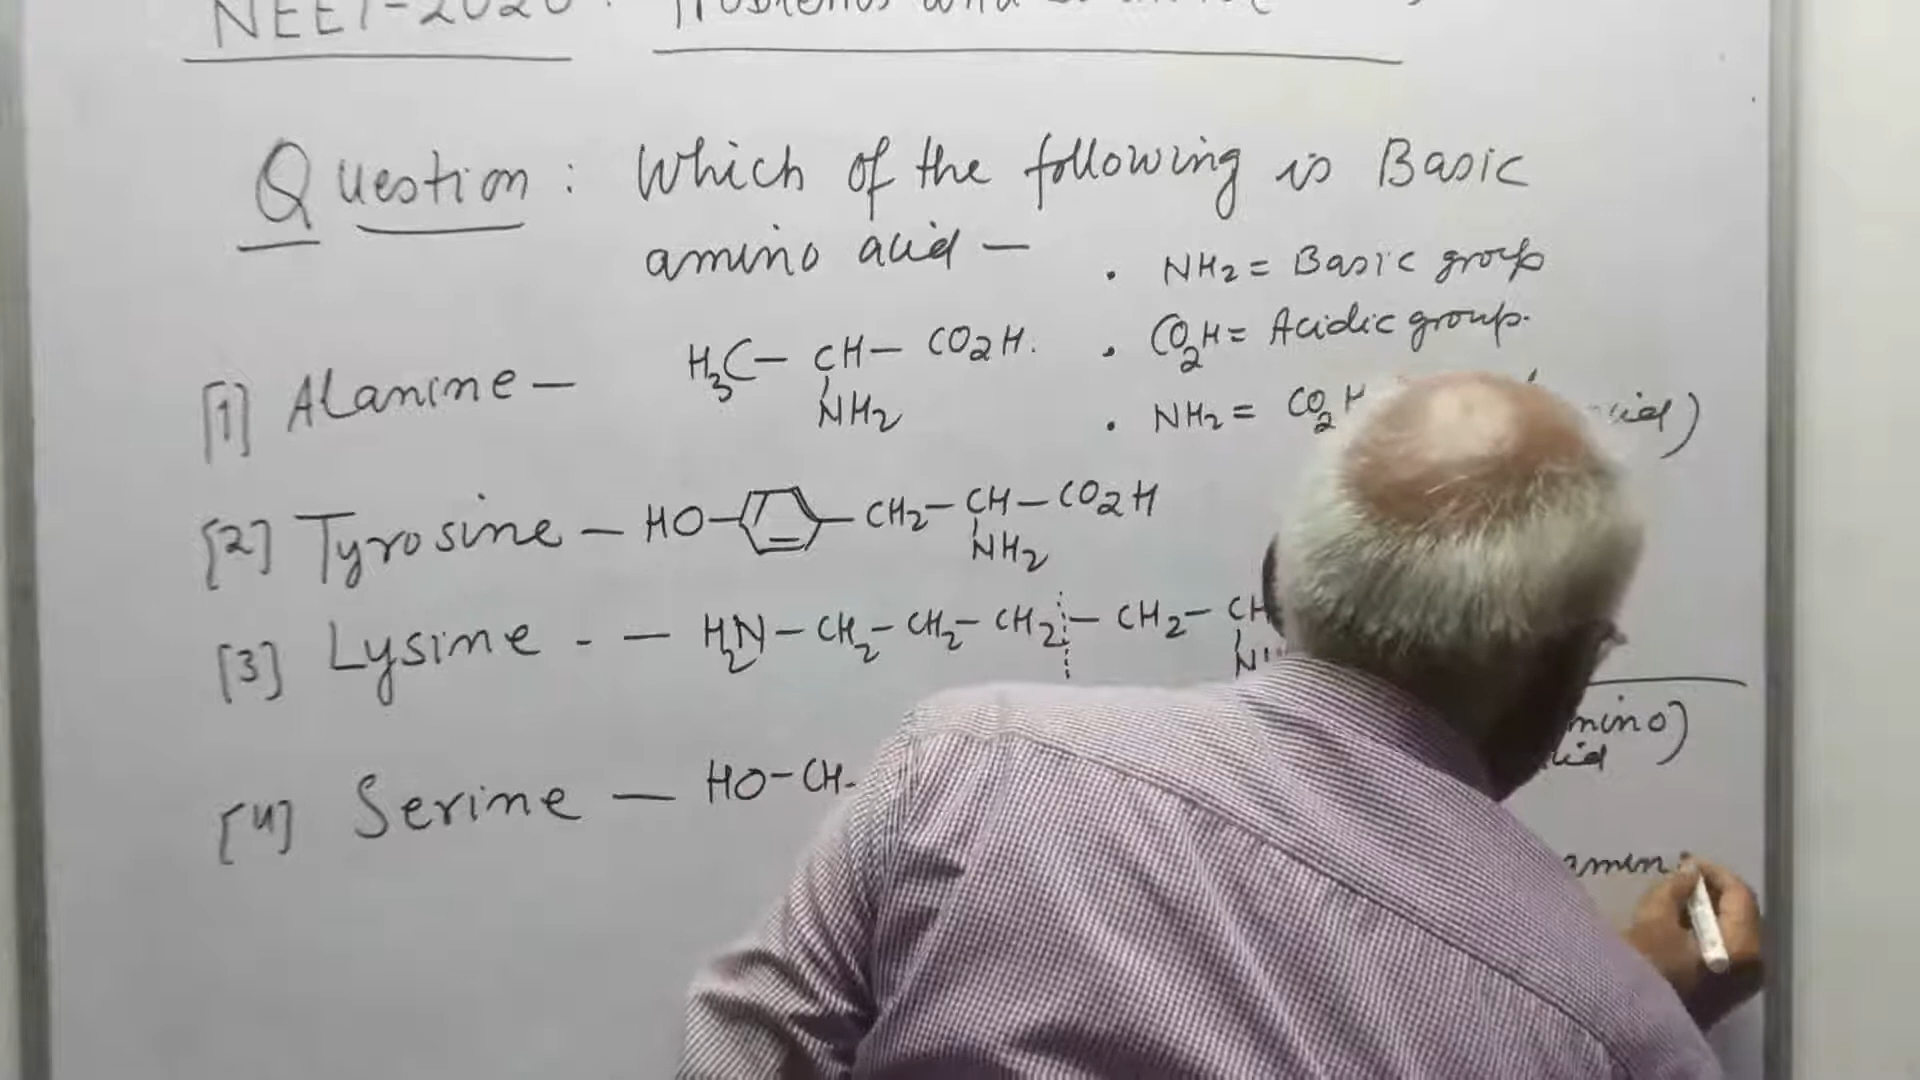 NEET-2020: Problems and
Question: Which of the following is Basic
amino acid —
• NH2 = Basic group
• CO2H = Acidic group.
• NH2 = CO2H
[1] Alanine — H3C — CH — CO2H.
NH2
[2] Tyrosine — HO — CH2 — CH — CO2H
NH2
[3] Lysine - — H2N — CH2 — CH2 — CH2 — CH2 — CH
[4] Serine — HO — CH